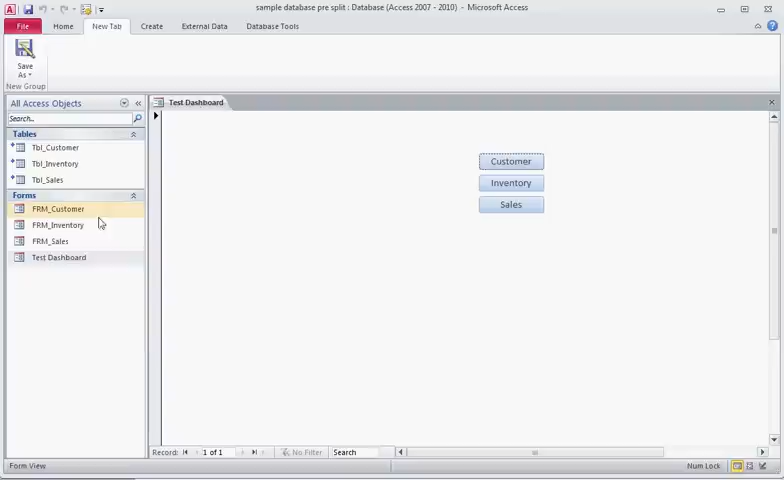 sample database pre split : Database (Access 2007 - 2010) - Microsoft Access
File Home New Tab Create External Data Database Tools
Save
As
New Group
All Access Objects
Search...
Tables
Tbl_Customer
Tbl_Inventory
Tbl_Sales
Forms
FRM_Customer
FRM_Inventory
FRM_Sales
Test Dashboard
Test Dashboard
Customer
Inventory
Sales
Record: 1 of 1 No Filter Search
Form View Num Lock